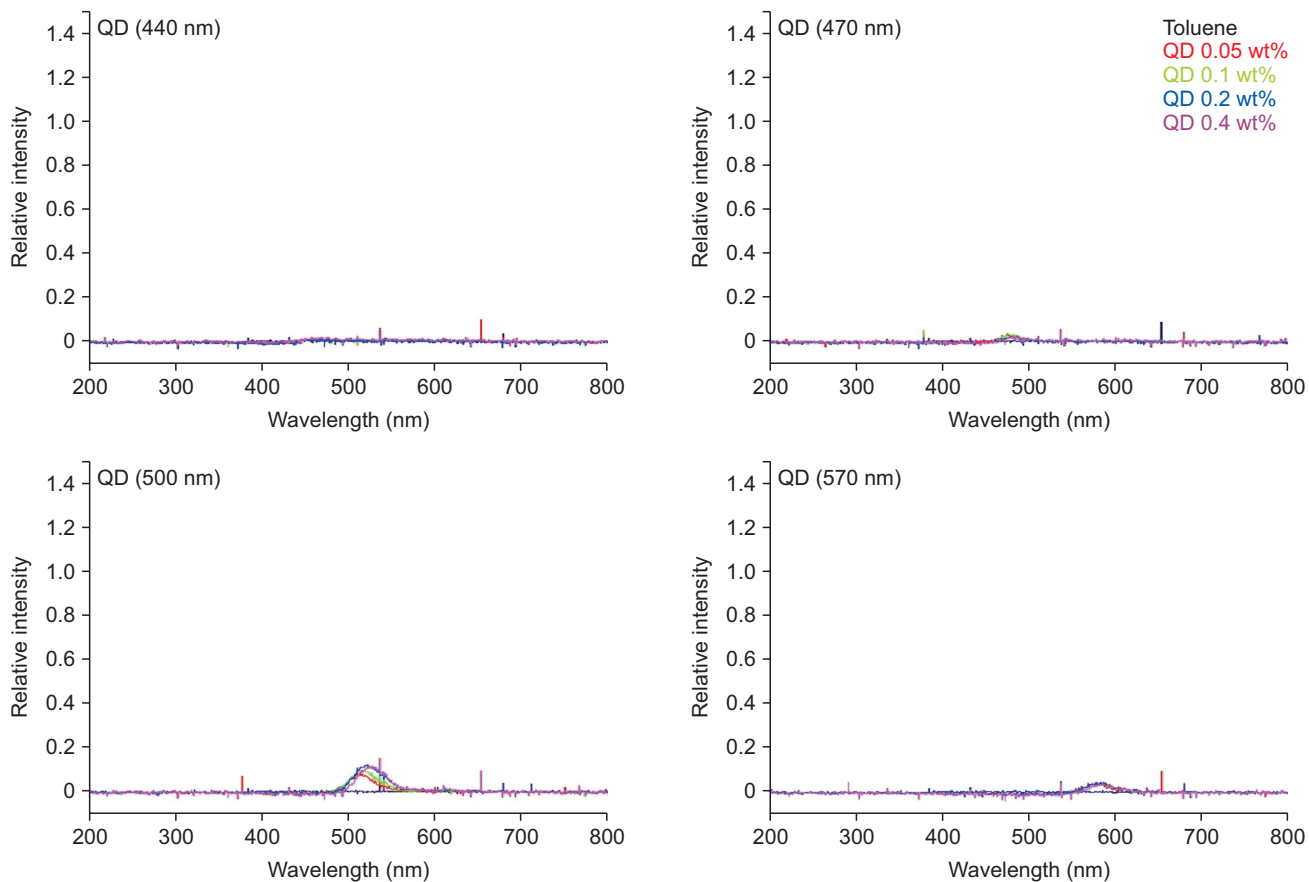 QD (440 nm)
1.4
1.2
1.0
0.8
0.6
0.4
0.2
0
Relative intensity
200 300 400 500 600 700 800
Wavelength (nm)
QD (470 nm)
Toluene
QD 0.05 wt%
QD 0.1 wt%
QD 0.2 wt%
QD 0.4 wt%
1.4
1.2
1.0
0.8
0.6
0.4
0.2
0
Relative intensity
200 300 400 500 600 700 800
Wavelength (nm)
QD (500 nm)
1.4
1.2
1.0
0.8
0.6
0.4
0.2
0
Relative intensity
200 300 400 500 600 700 800
Wavelength (nm)
QD (570 nm)
1.4
1.2
1.0
0.8
0.6
0.4
0.2
0
Relative intensity
200 300 400 500 600 700 800
Wavelength (nm)